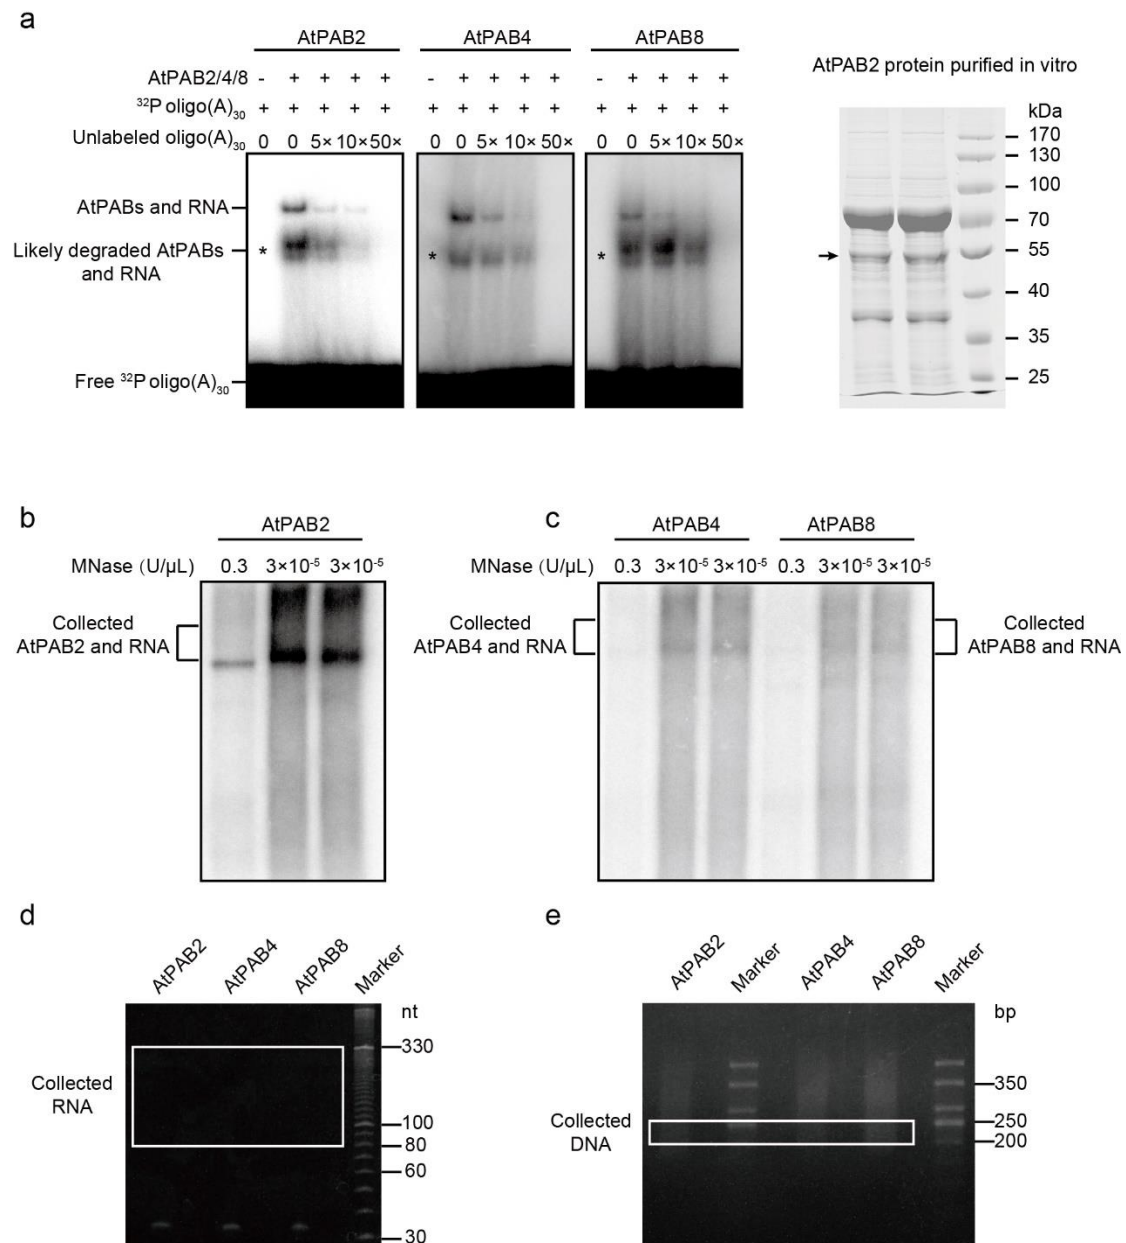 a
AtPAB2 AtPAB4 AtPAB8
AtPAB2/4/8 - + + + + - + + + + - + + + +
³²P oligo(A)₃₀ + + + + + + + + + + + + + + +
Unlabeled oligo(A)₃₀ 0 0 5× 10× 50× 0 0 5× 10× 50× 0 0 5× 10× 50×
AtPABs and RNA
Likely degraded AtPABs
and RNA
* * *
Free ³²P oligo(A)₃₀
AtPAB2 protein purified in vitro
kDa
170
130
100
70
55
40
35
25
b
AtPAB2
MNase (U/µL) 0.3 3×10⁻⁵ 3×10⁻⁵
Collected
AtPAB2 and RNA
c
AtPAB4 AtPAB8
MNase (U/µL) 0.3 3×10⁻⁵ 3×10⁻⁵ 0.3 3×10⁻⁵ 3×10⁻⁵
Collected
AtPAB4 and RNA
Collected
AtPAB8 and RNA
d
AtPAB2 AtPAB4 AtPAB8 Marker
nt
330
Collected
RNA
100
80
60
30
e
AtPAB2 Marker AtPAB4 AtPAB8 Marker
bp
350
250
Collected
DNA
200